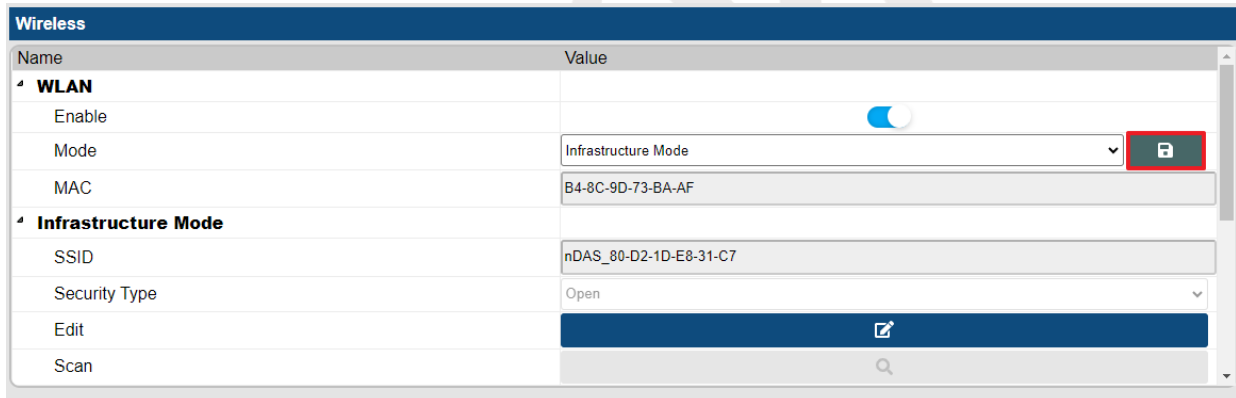 Wireless
Name Value
WLAN
Enable
Mode Infrastructure Mode
MAC B4-8C-9D-73-BA-AF
Infrastructure Mode
SSID nDAS_80-D2-1D-E8-31-C7
Security Type Open
Edit
Scan